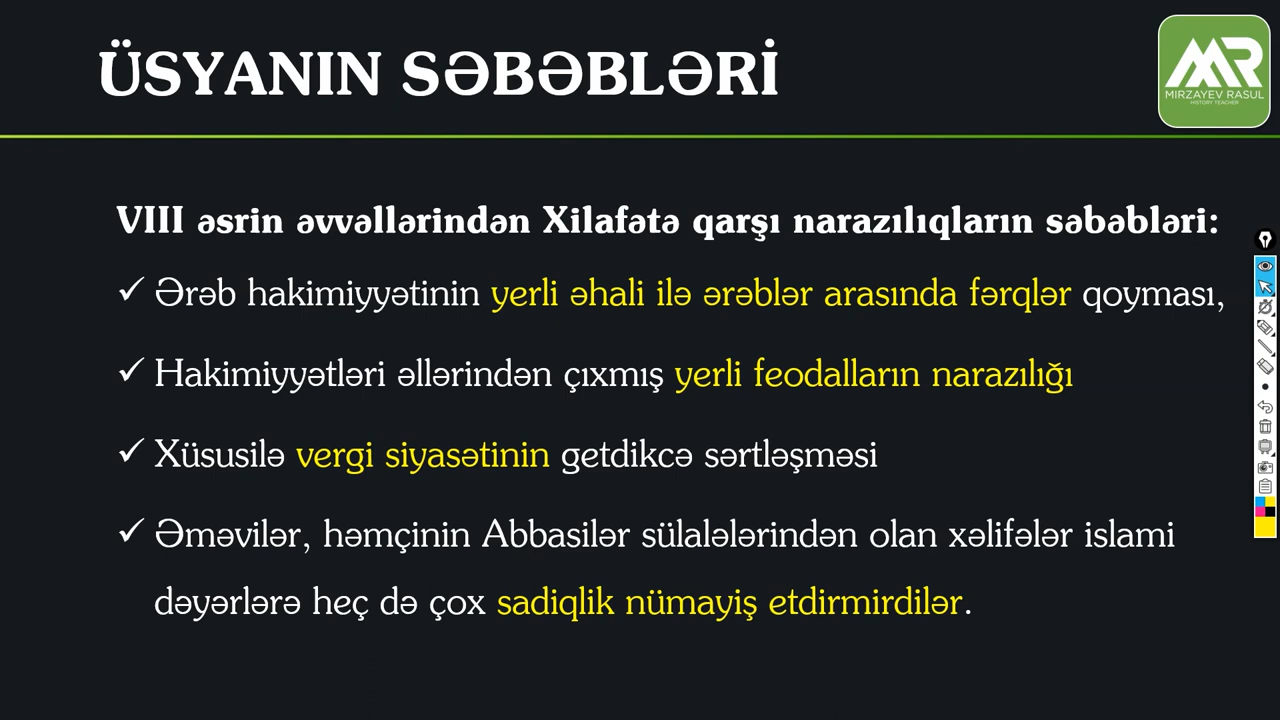 ÜSYANIN SƏBƏBLƏRİ
MR
MIRZAYEV RASUL
HISTORY TEACHER
VIII əsrin əvvəllərindən Xilafətə qarşı narazılıqların səbəbləri:
✓ Ərəb hakimiyyətinin yerli əhali ilə ərəblər arasında fərqlər qoyması,
✓ Hakimiyyətləri əllərindən çıxmış yerli feodalların narazılığı
✓ Xüsusilə vergi siyasətinin getdikcə sərtləşməsi
✓ Əməvilər, həmçinin Abbasilər sülalələrindən olan xəlifələr islami
dəyərlərə heç də çox sadiqlik nümayiş etdirmirdilər.